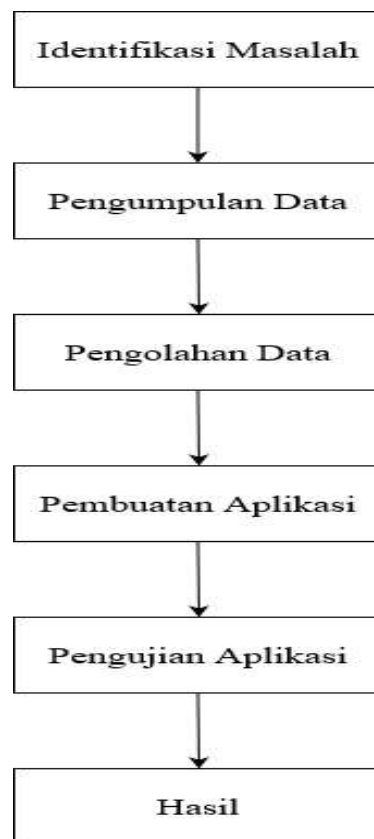 Identifikasi Masalah
Pengumpulan Data
Pengolahan Data
Pembuatan Aplikasi
Pengujian Aplikasi
Hasil